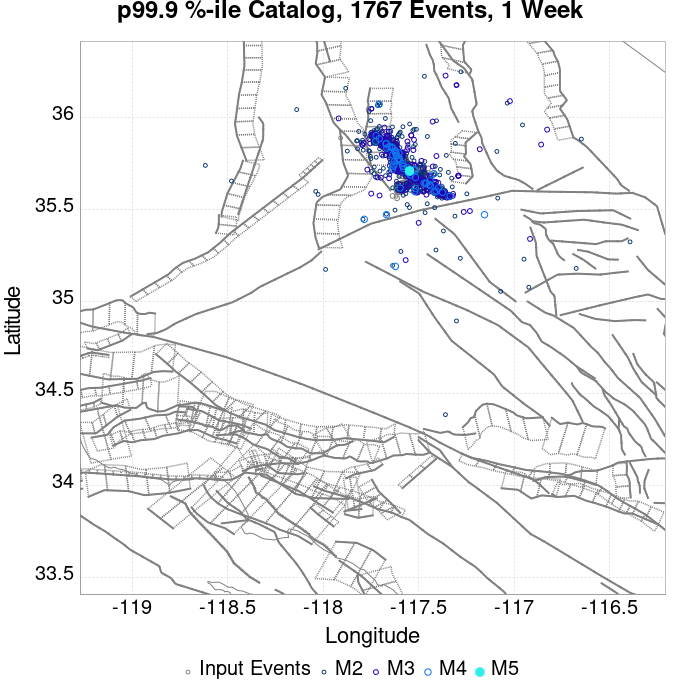 p99.9 %-ile Catalog, 1767 Events, 1 Week
36
35.5
35
34.5
34
33.5
Latitude
-119
-118.5
-118
-117.5
-117
-116.5
Longitude
Input Events
M2
M3
M4
M5